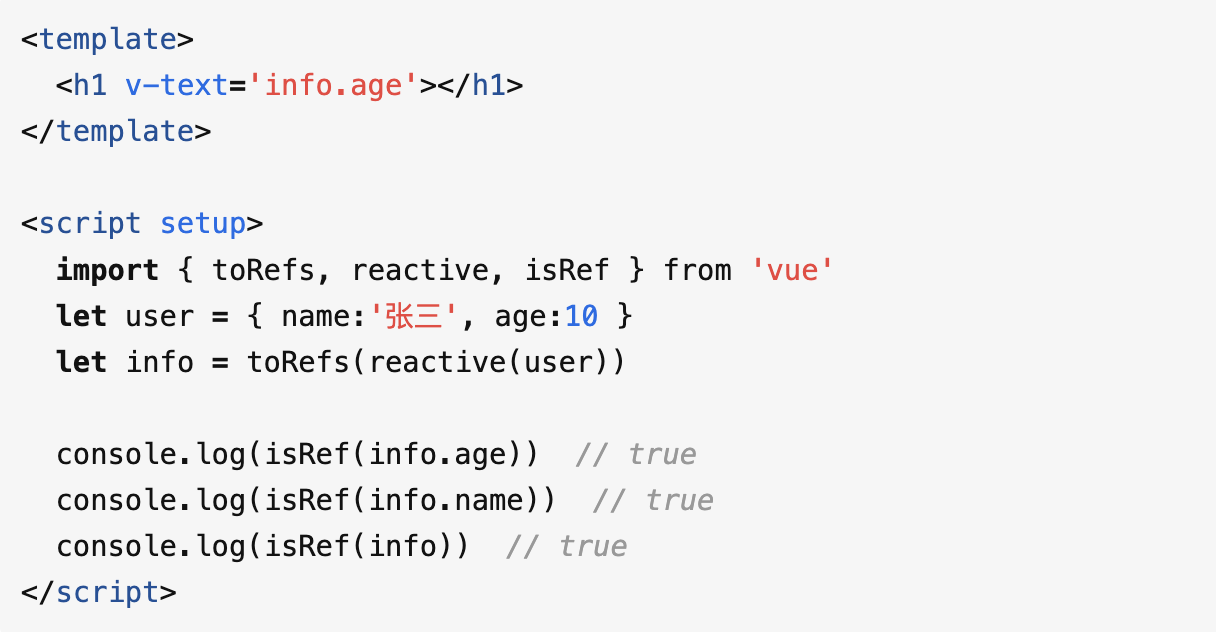 <template>
  <h1 v-text='info.age'></h1>
</template>

<script setup>
  import { toRefs, reactive, isRef } from 'vue'
  let user = { name:'张三', age:10 }
  let info = toRefs(reactive(user))

  console.log(isRef(info.age))  // true
  console.log(isRef(info.name))  // true
  console.log(isRef(info))  // true
</script>